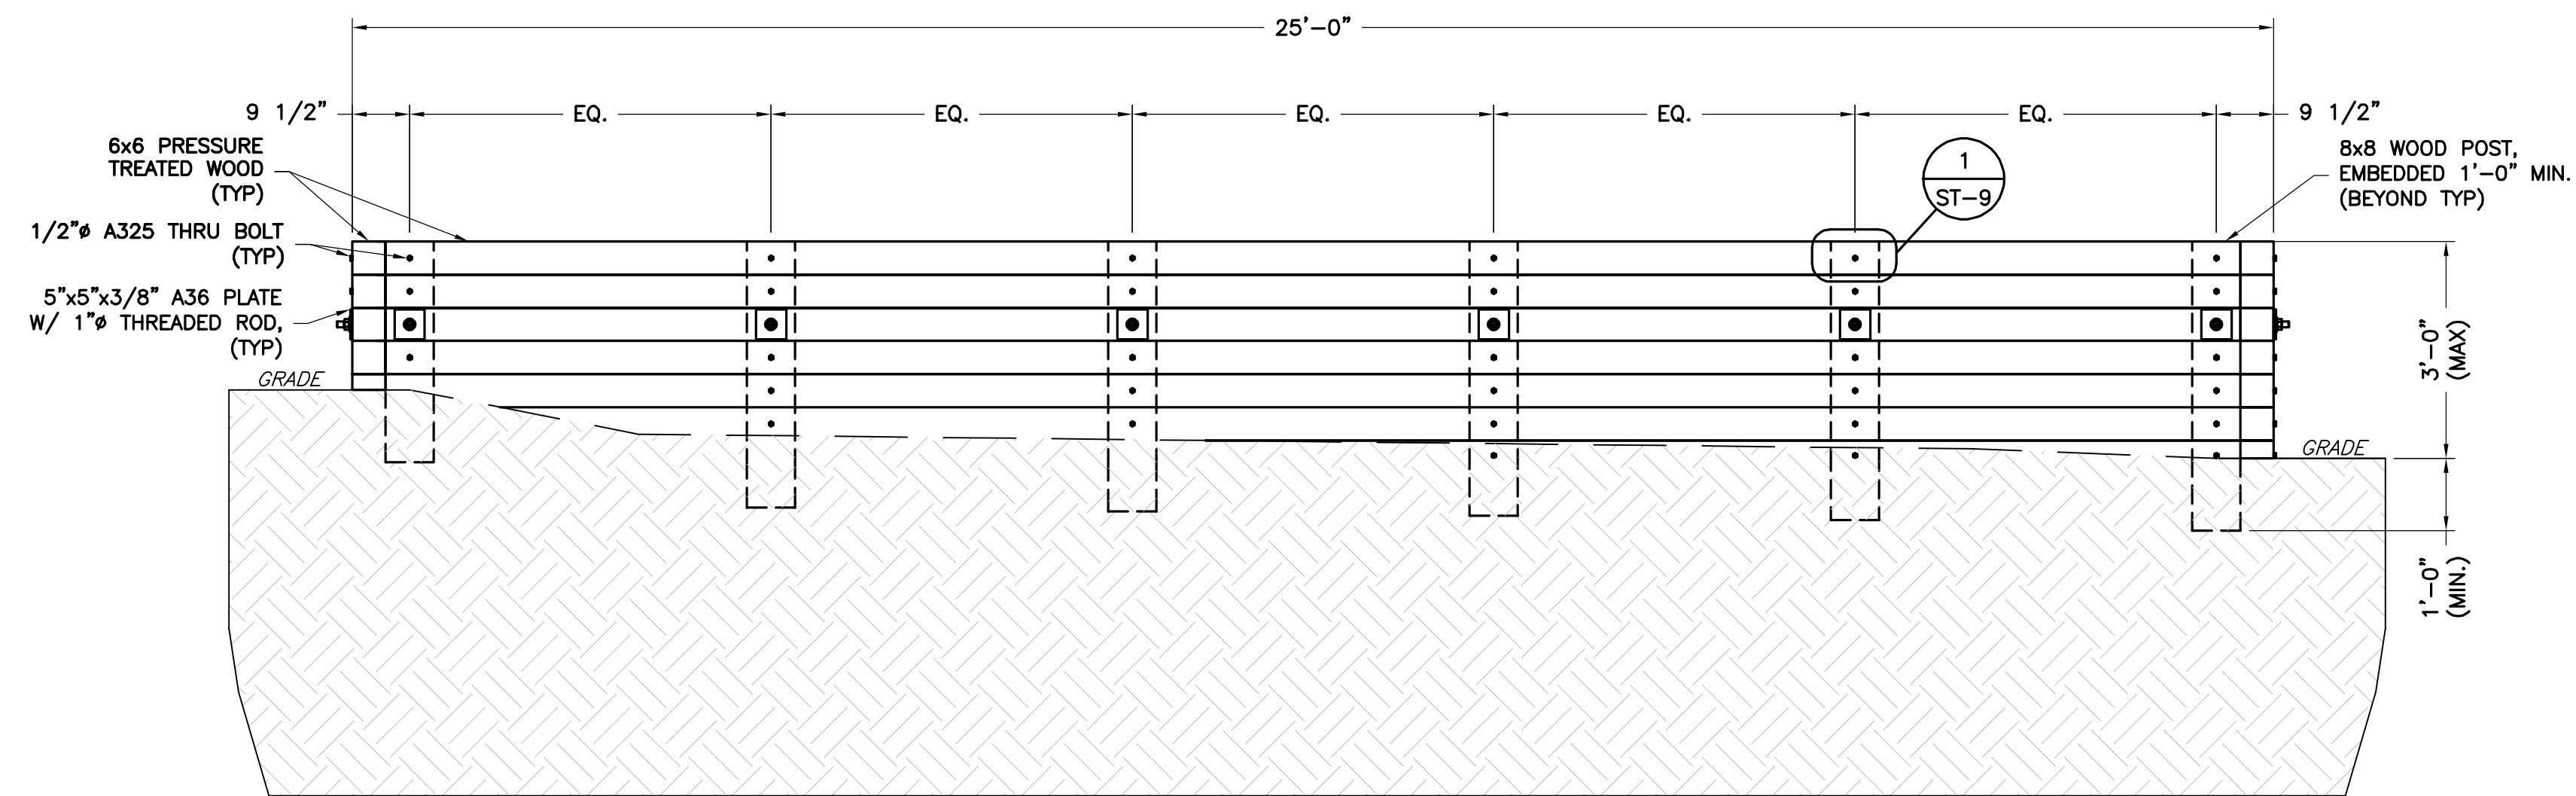 25'-0"
9 1/2"
EQ.
EQ.
EQ.
EQ.
EQ.
9 1/2"
6x6 PRESSURE
TREATED WOOD
(TYP)
1/2"ø A325 THRU BOLT
(TYP)
5"x5"x3/8" A36 PLATE
W/ 1"ø THREADED ROD,
(TYP)
1
ST-9
8x8 WOOD POST,
EMBEDDED 1'-0" MIN.
(BEYOND TYP)
GRADE
GRADE
3'-0"
(MAX)
1'-0"
(MIN.)